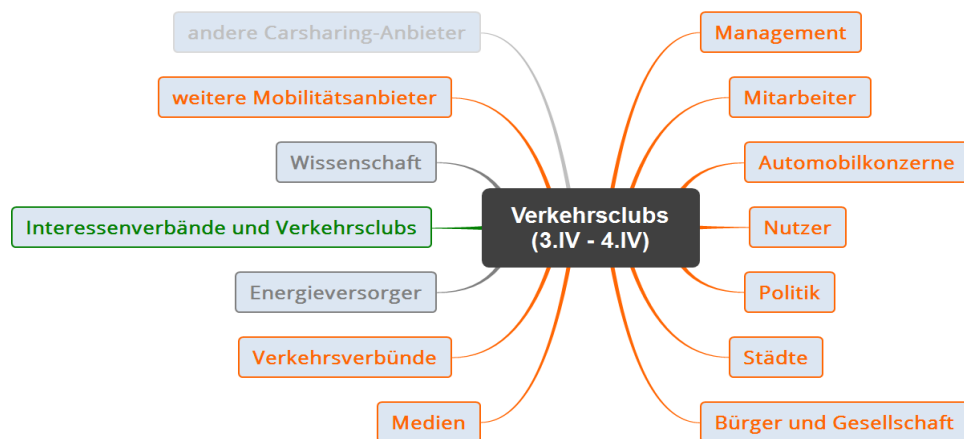 andere Carsharing-Anbieter
weitere Mobilitätsanbieter
Wissenschaft
Interessenverbände und Verkehrsclubs
Energieversorger
Verkehrsverbünde
Medien
Verkehrsclubs
(3.IV - 4.IV)
Management
Mitarbeiter
Automobilkonzerne
Nutzer
Politik
Städte
Bürger und Gesellschaft